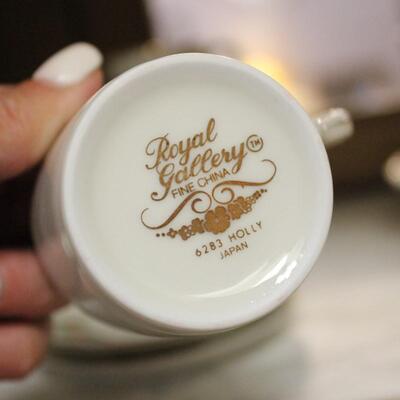 Royal
Gallery™
FINE CHINA
6283 HOLLY
JAPAN